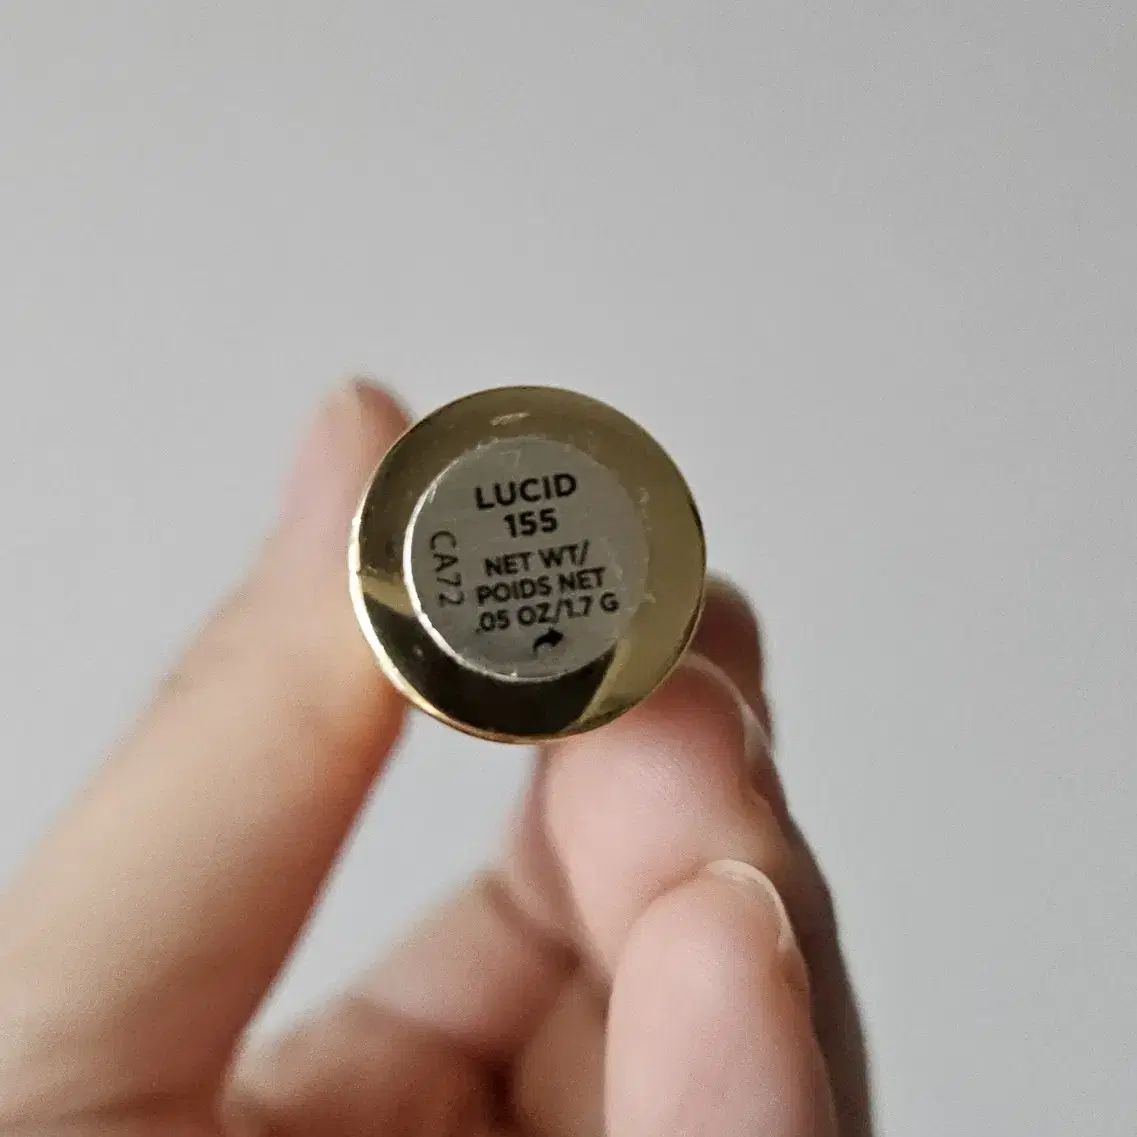 LUCID
155
NET WT/
POIDS NET
.05 OZ/1.7 G
CA72